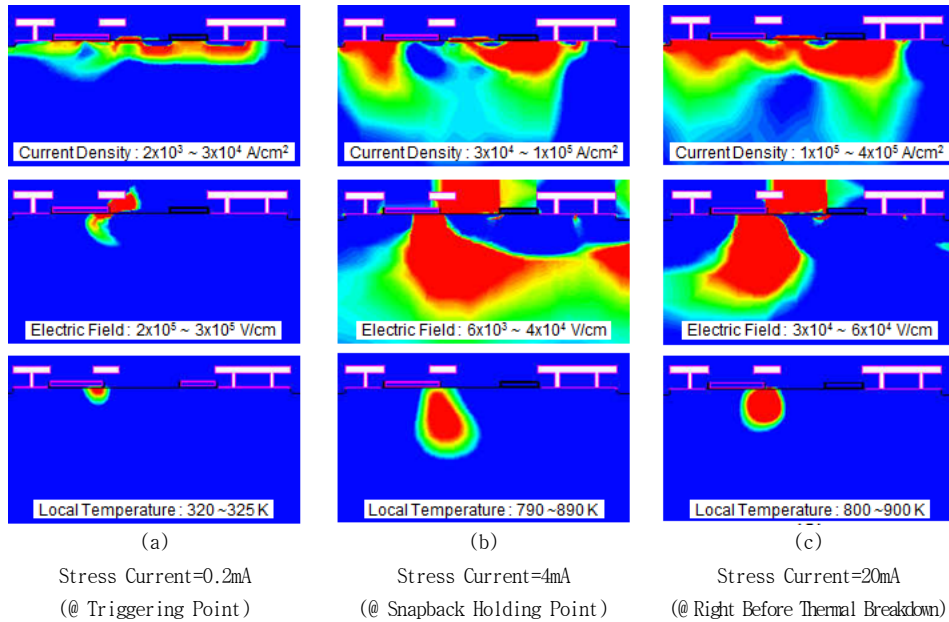 Current Density : 2x10³ ~ 3x10⁴ A/cm²
Current Density : 3x10⁴ ~ 1x10⁵ A/cm²
Current Density : 1x10⁵ ~ 4x10⁵ A/cm²
Electric Field : 2x10⁵ ~ 3x10⁵ V/cm
Electric Field : 6x10³ ~ 4x10⁴ V/cm
Electric Field : 3x10⁴ ~ 6x10⁴ V/cm
Local Temperature : 320 ~325 K
Local Temperature : 790 ~890 K
Local Temperature : 800 ~900 K
(a)
(b)
(c)
Stress Current=0.2mA
Stress Current=4mA
Stress Current=20mA
(@ Triggering Point)
(@ Snapback Holding Point)
(@ Right Before Thermal Breakdown)